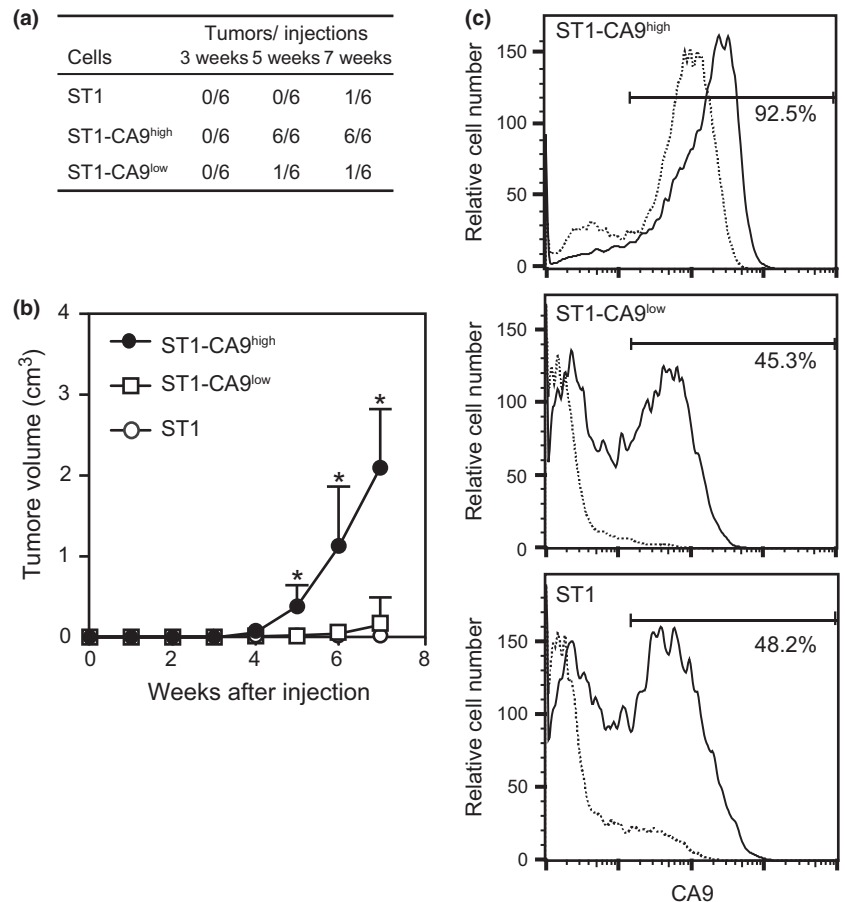 (a)
Tumors/ injections
Cells 3 weeks 5 weeks 7 weeks
ST1 0/6 0/6 1/6
ST1-CA9high 0/6 6/6 6/6
ST1-CA9low 0/6 1/6 1/6
(b)
Tumore volume (cm3)
4
3
2
1
0
ST1-CA9high
ST1-CA9low
ST1
*
*
*
0 2 4 6 8
Weeks after injection
(c)
Relative cell number
150
100
50
0
ST1-CA9high
92.5%
Relative cell number
150
100
50
0
ST1-CA9low
45.3%
Relative cell number
150
100
50
0
ST1
48.2%
CA9